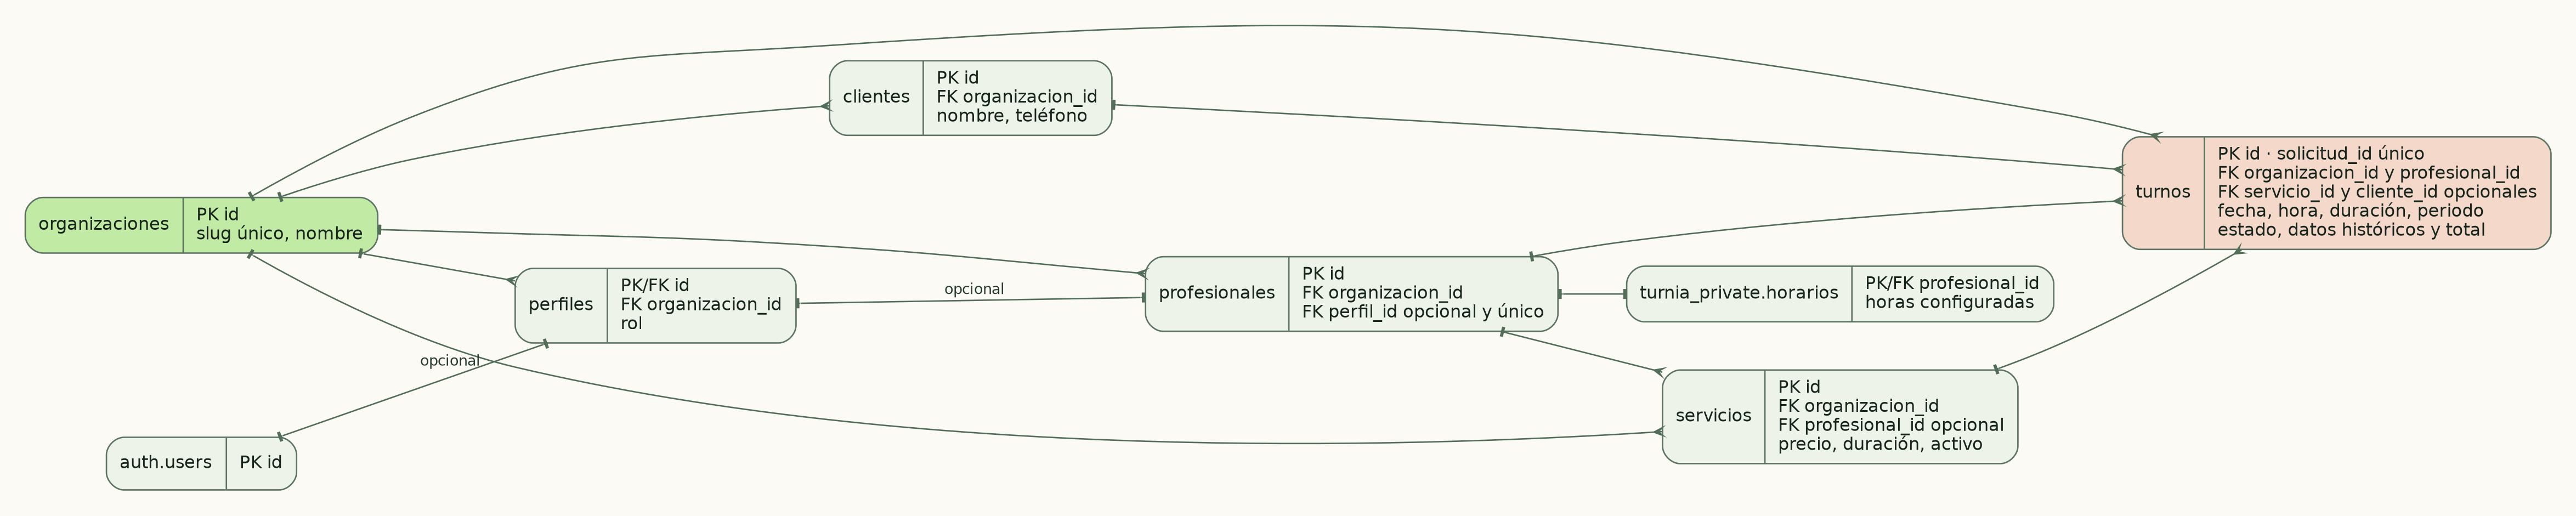 clientes
PK id
FK organizacion_id
nombre, teléfono
turnos
PK id · solicitud_id único
FK organizacion_id y profesional_id
FK servicio_id y cliente_id opcionales
fecha, hora, duración, periodo
estado, datos históricos y total
organizaciones
PK id
slug único, nombre
perfiles
PK/FK id
FK organizacion_id
rol
opcional
profesionales
PK id
FK organizacion_id
FK perfil_id opcional y único
turnia_private.horarios
PK/FK profesional_id
horas configuradas
opcional
servicios
PK id
FK organizacion_id
FK profesional_id opcional
precio, duración, activo
auth.users
PK id